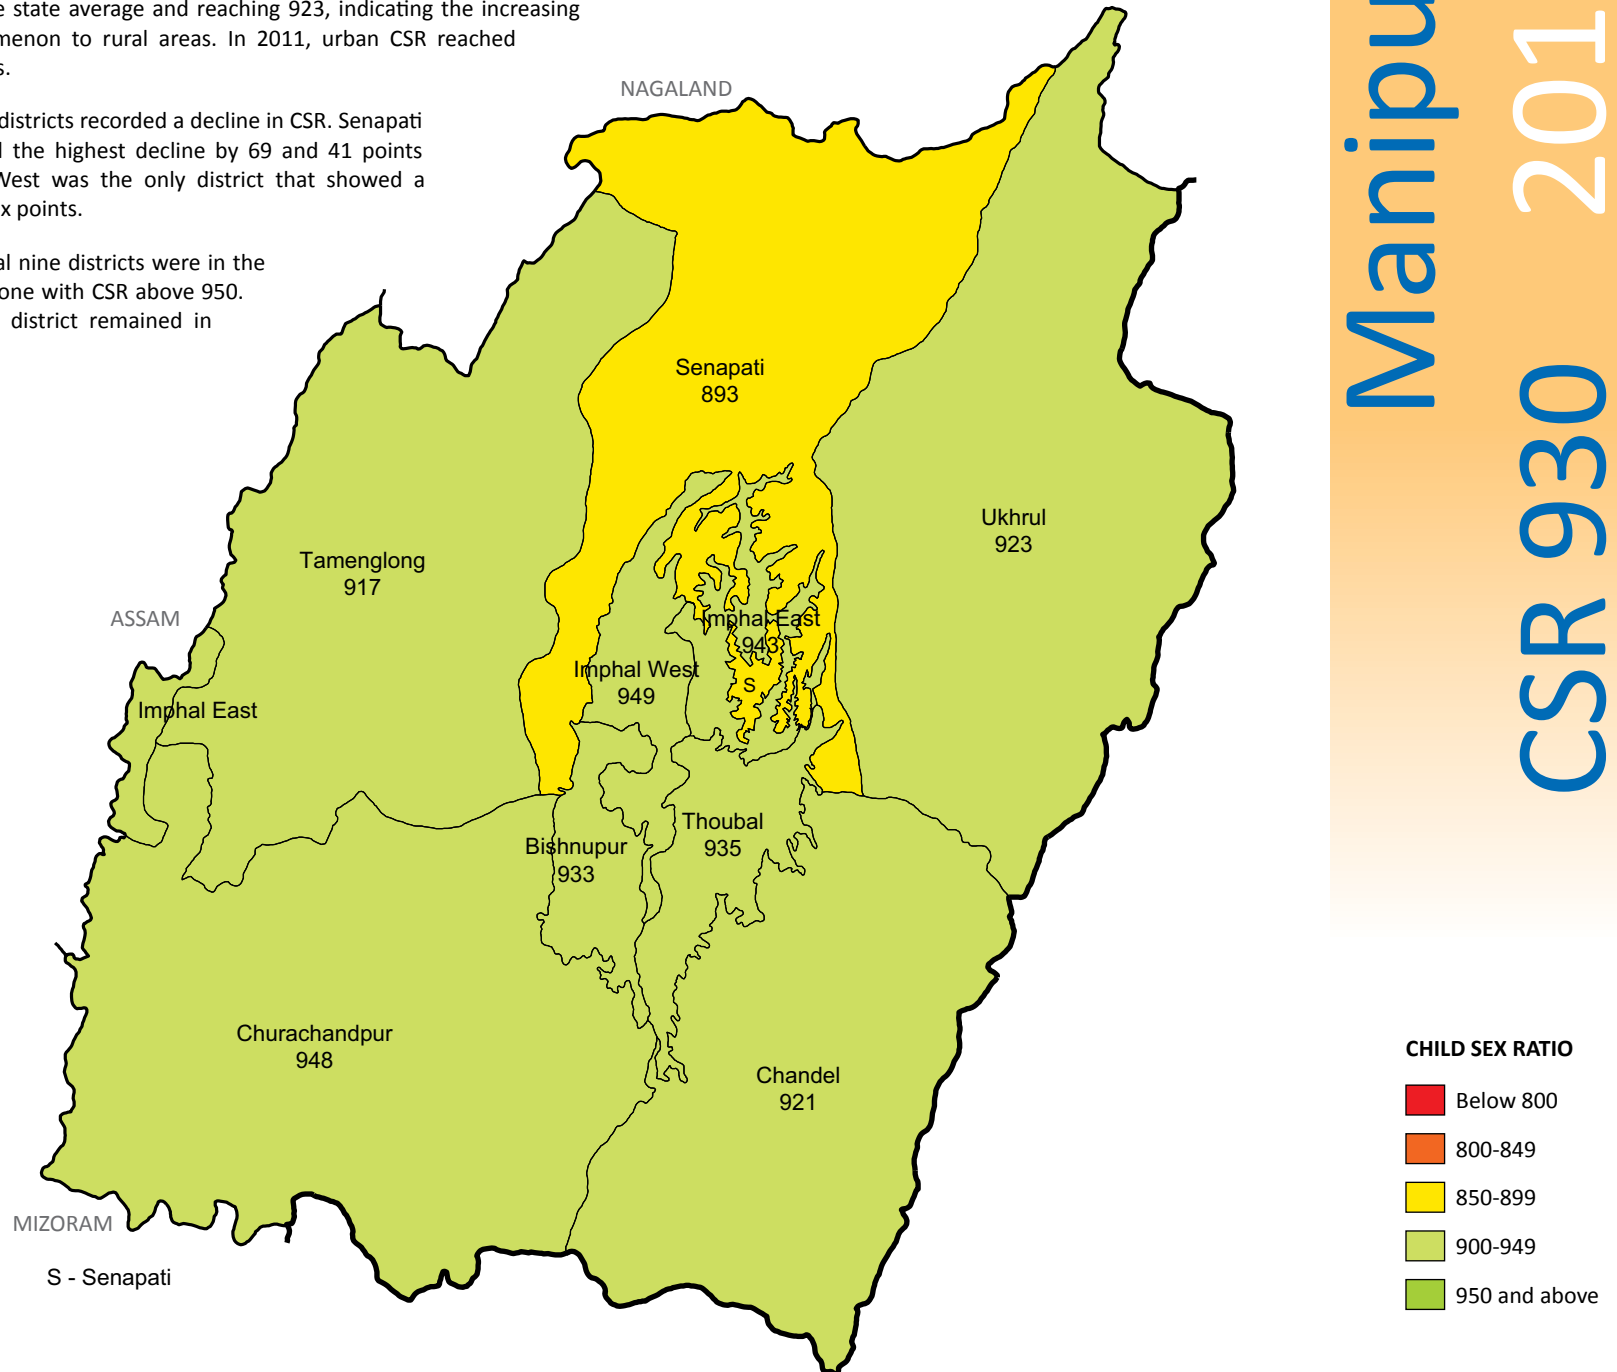 e state average and reaching 923, indicating the increasing
menon to rural areas. In 2011, urban CSR reached
s.
districts recorded a decline in CSR. Senapati
the highest decline by 69 and 41 points
West was the only district that showed a
x points.
al nine districts were in the
one with CSR above 950.
district remained in
NAGALAND
Senapati
893
Ukhrul
923
Tamenglong
917
ASSAM
Imphal East
943
Imphal West
949
S
Imphal East
Thoubal
935
Bishnupur
933
Churachandpur
948
Chandel
921
MIZORAM
S - Senapati
Manipu
201
CSR 930
CHILD SEX RATIO
Below 800
800-849
850-899
900-949
950 and above